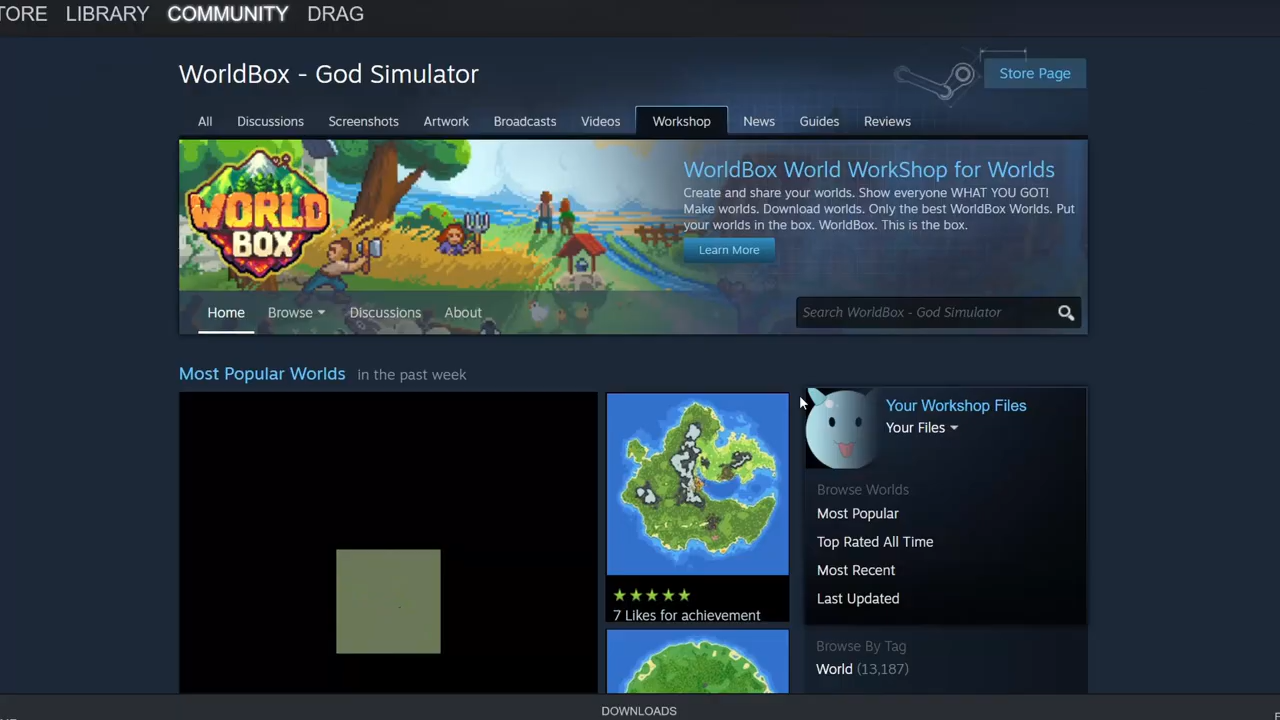 TORE LIBRARY COMMUNITY DRAG
WorldBox - God Simulator
Store Page
All Discussions Screenshots Artwork Broadcasts Videos Workshop News Guides Reviews
WORLD
BOX
WorldBox World WorkShop for Worlds
Create and share your worlds. Show everyone WHAT YOU GOT!
Make worlds. Download worlds. Only the best WorldBox Worlds. Put
your worlds in the box. WorldBox. This is the box.
Learn More
Home Browse Discussions About
Search WorldBox - God Simulator
Most Popular Worlds in the past week
7 Likes for achievement
Your Workshop Files
Your Files
Browse Worlds
Most Popular
Top Rated All Time
Most Recent
Last Updated
Browse By Tag
World (13,187)
DOWNLOADS